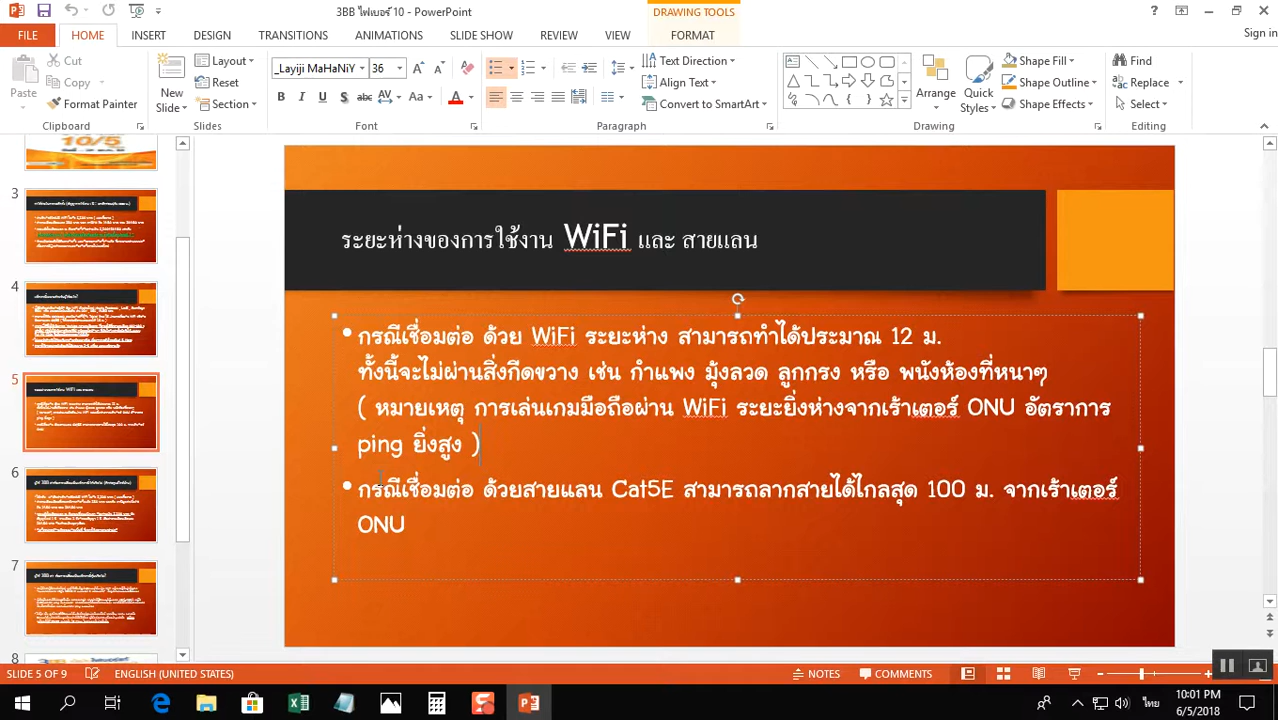 3BB ไฟเบอร์ 10 - PowerPoint
DRAWING TOOLS
Sign in
FILE HOME INSERT DESIGN TRANSITIONS ANIMATIONS SLIDE SHOW REVIEW VIEW FORMAT
Paste
Cut
Copy
Format Painter
Clipboard
New Slide
Layout
Reset
Section
Slides
_Layiji MaHaNiY 36
B I U S abc AV Aa A
Font
Text Direction
Align Text
Convert to SmartArt
Paragraph
Arrange
Quick Styles
Shape Fill
Shape Outline
Shape Effects
Drawing
Find
Replace
Select
Editing
10/5
3
4
5
6
7
8
ระยะห่างของการใช้งาน WiFi และ สายแลน
• กรณีเชื่อมต่อ ด้วย WiFi ระยะห่าง สามารถทำได้ประมาณ 12 ม.
ทั้งนี้จะไม่ผ่านสิ่งกีดขวาง เช่น กำแพง มุ้งลวด ลูกกรง หรือ พนังห้องที่หนาๆ
( หมายเหตุ การเล่นเกมมือถือผ่าน WiFi ระยะยิ่งห่างจากเร้าเตอร์ ONU อัตราการ
ping ยิ่งสูง )
• กรณีเชื่อมต่อ ด้วยสายแลน Cat5E สามารถลากสายได้ไกลสุด 100 ม. จากเร้าเตอร์
ONU
SLIDE 5 OF 9 ENGLISH (UNITED STATES) NOTES COMMENTS
ไทย
10:01 PM
6/5/2018